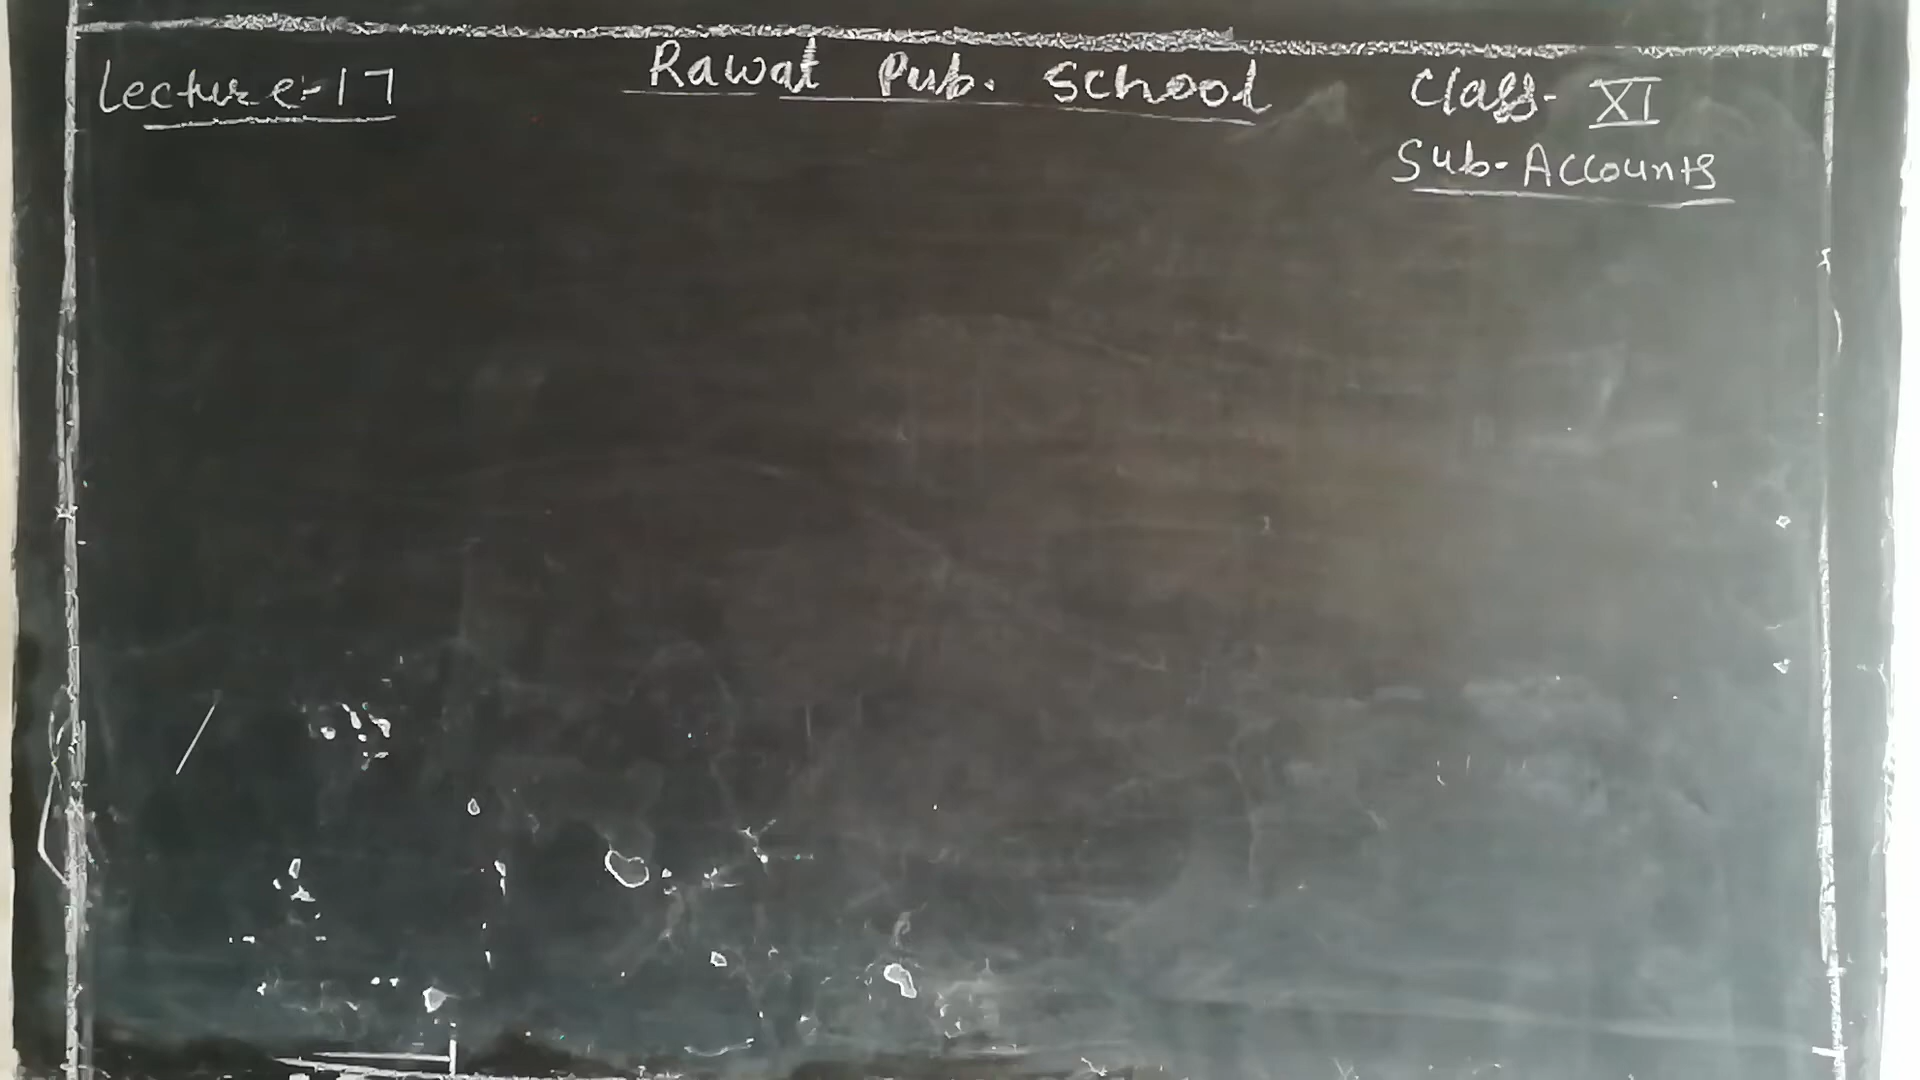 Lecture:-17
Rawat Pub. School
Class- XI
Sub- Accounts